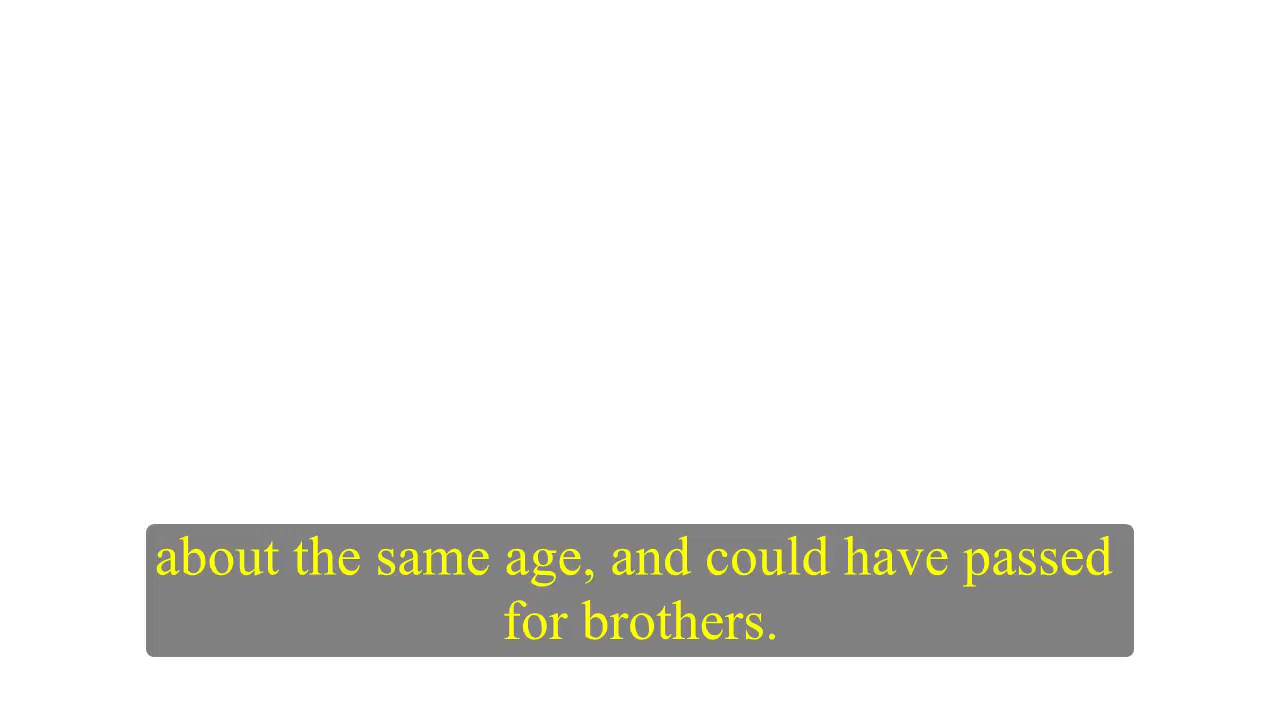 about the same age, and could have passed
for brothers.